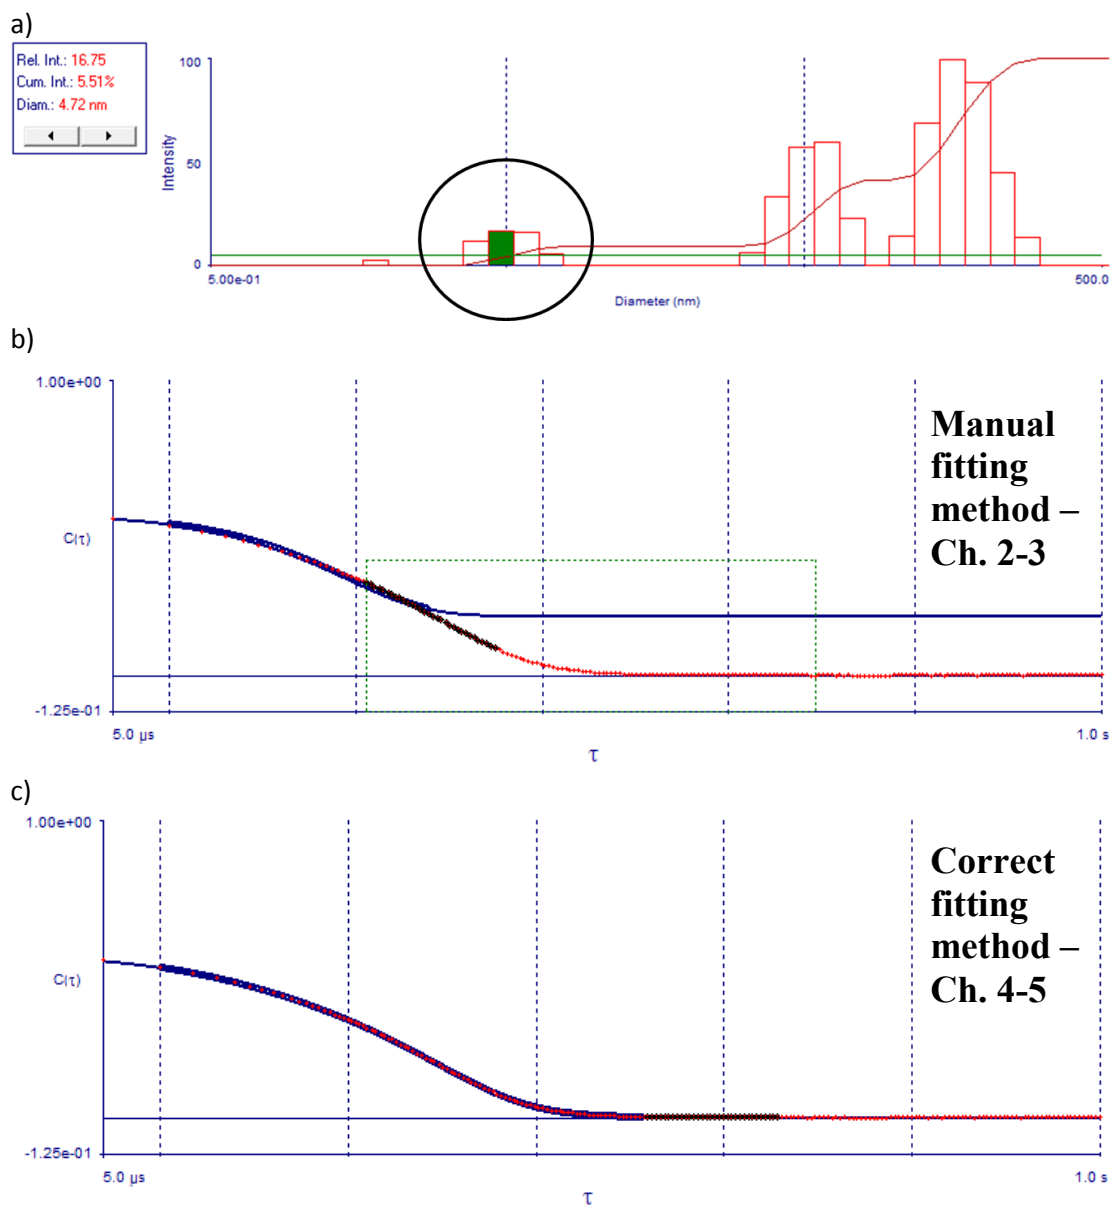 a)
Rel. Int.: 16.75
Cum. Int.: 5.51%
Diam.: 4.72 nm
100
50
0
Intensity
5.00e-01
500.0
Diameter (nm)
b)
1.00e+00
C(τ)
-1.25e-01
5.0 µs
1.0 s
τ
Manual
fitting
method –
Ch. 2-3
c)
1.00e+00
C(τ)
-1.25e-01
5.0 µs
1.0 s
τ
Correct
fitting
method –
Ch. 4-5